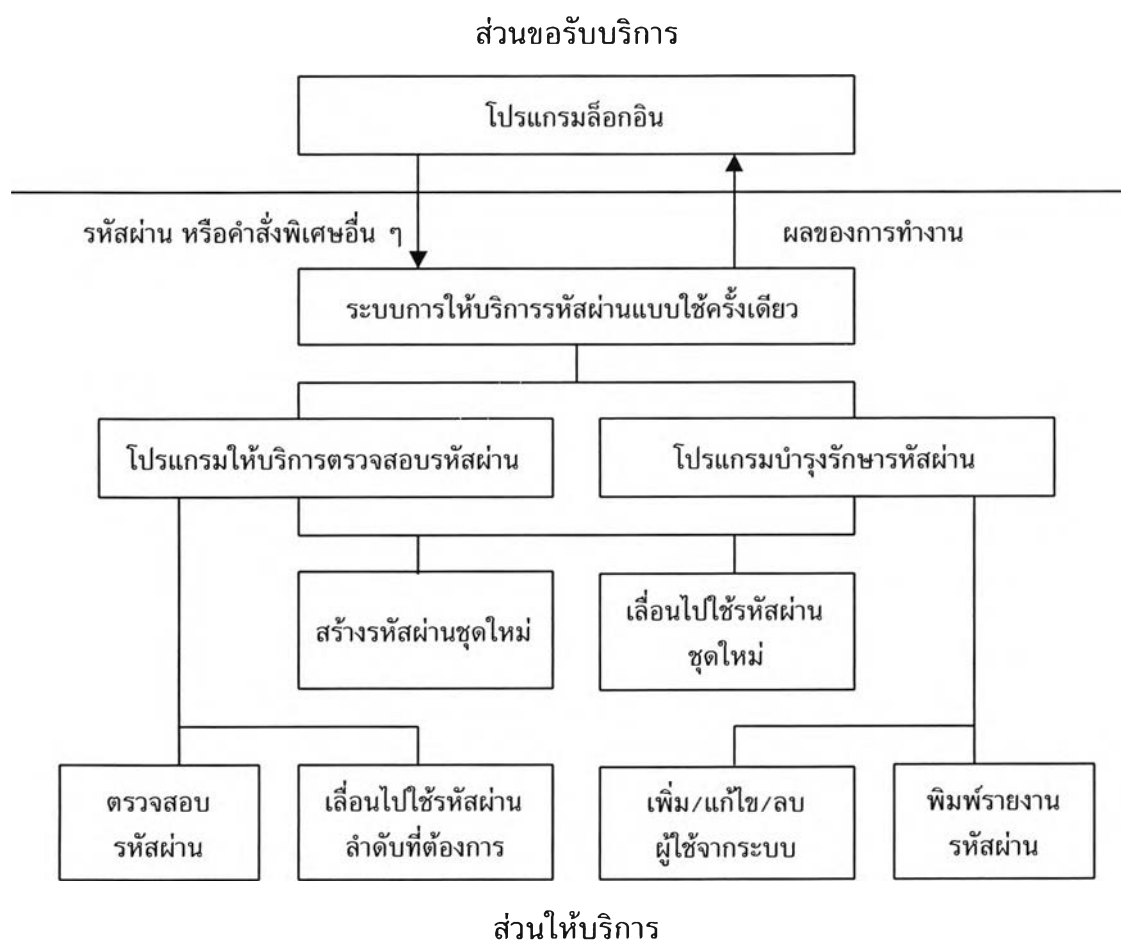 ส่วนขอรับบริการ
โปรแกรมล็อกอิน
รหัสผ่าน หรือคำสั่งพิเศษอื่น ๆ
ผลของการทำงาน
ระบบการให้บริการรหัสผ่านแบบใช้ครั้งเดียว
โปรแกรมให้บริการตรวจสอบรหัสผ่าน
โปรแกรมบำรุงรักษารหัสผ่าน
สร้างรหัสผ่านชุดใหม่
เลื่อนไปใช้รหัสผ่าน
ชุดใหม่
ตรวจสอบ
รหัสผ่าน
เลื่อนไปใช้รหัสผ่าน
ลำดับที่ต้องการ
เพิ่ม/แก้ไข/ลบ
ผู้ใช้จากระบบ
พิมพ์รายงาน
รหัสผ่าน
ส่วนให้บริการ